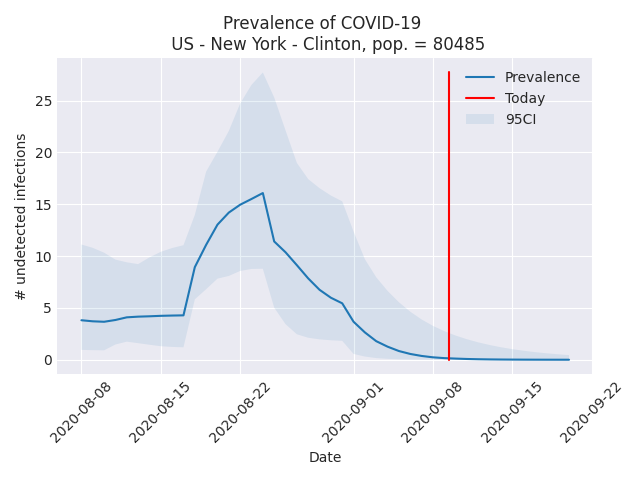 Prevalence of COVID-19
US - New York - Clinton, pop. = 80485
Prevalence
Today
95CI
# undetected infections
25
20
15
10
5
0
2020-08-08
2020-08-15
2020-08-22
2020-09-01
2020-09-08
2020-09-15
2020-09-22
Date